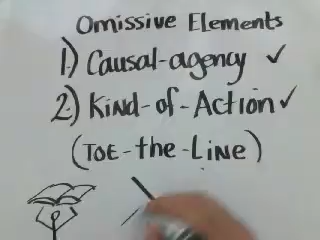 Omissive Elements
1.) Causal-agency ✓
2.) Kind-of-Action ✓
(Toe-the-Line)